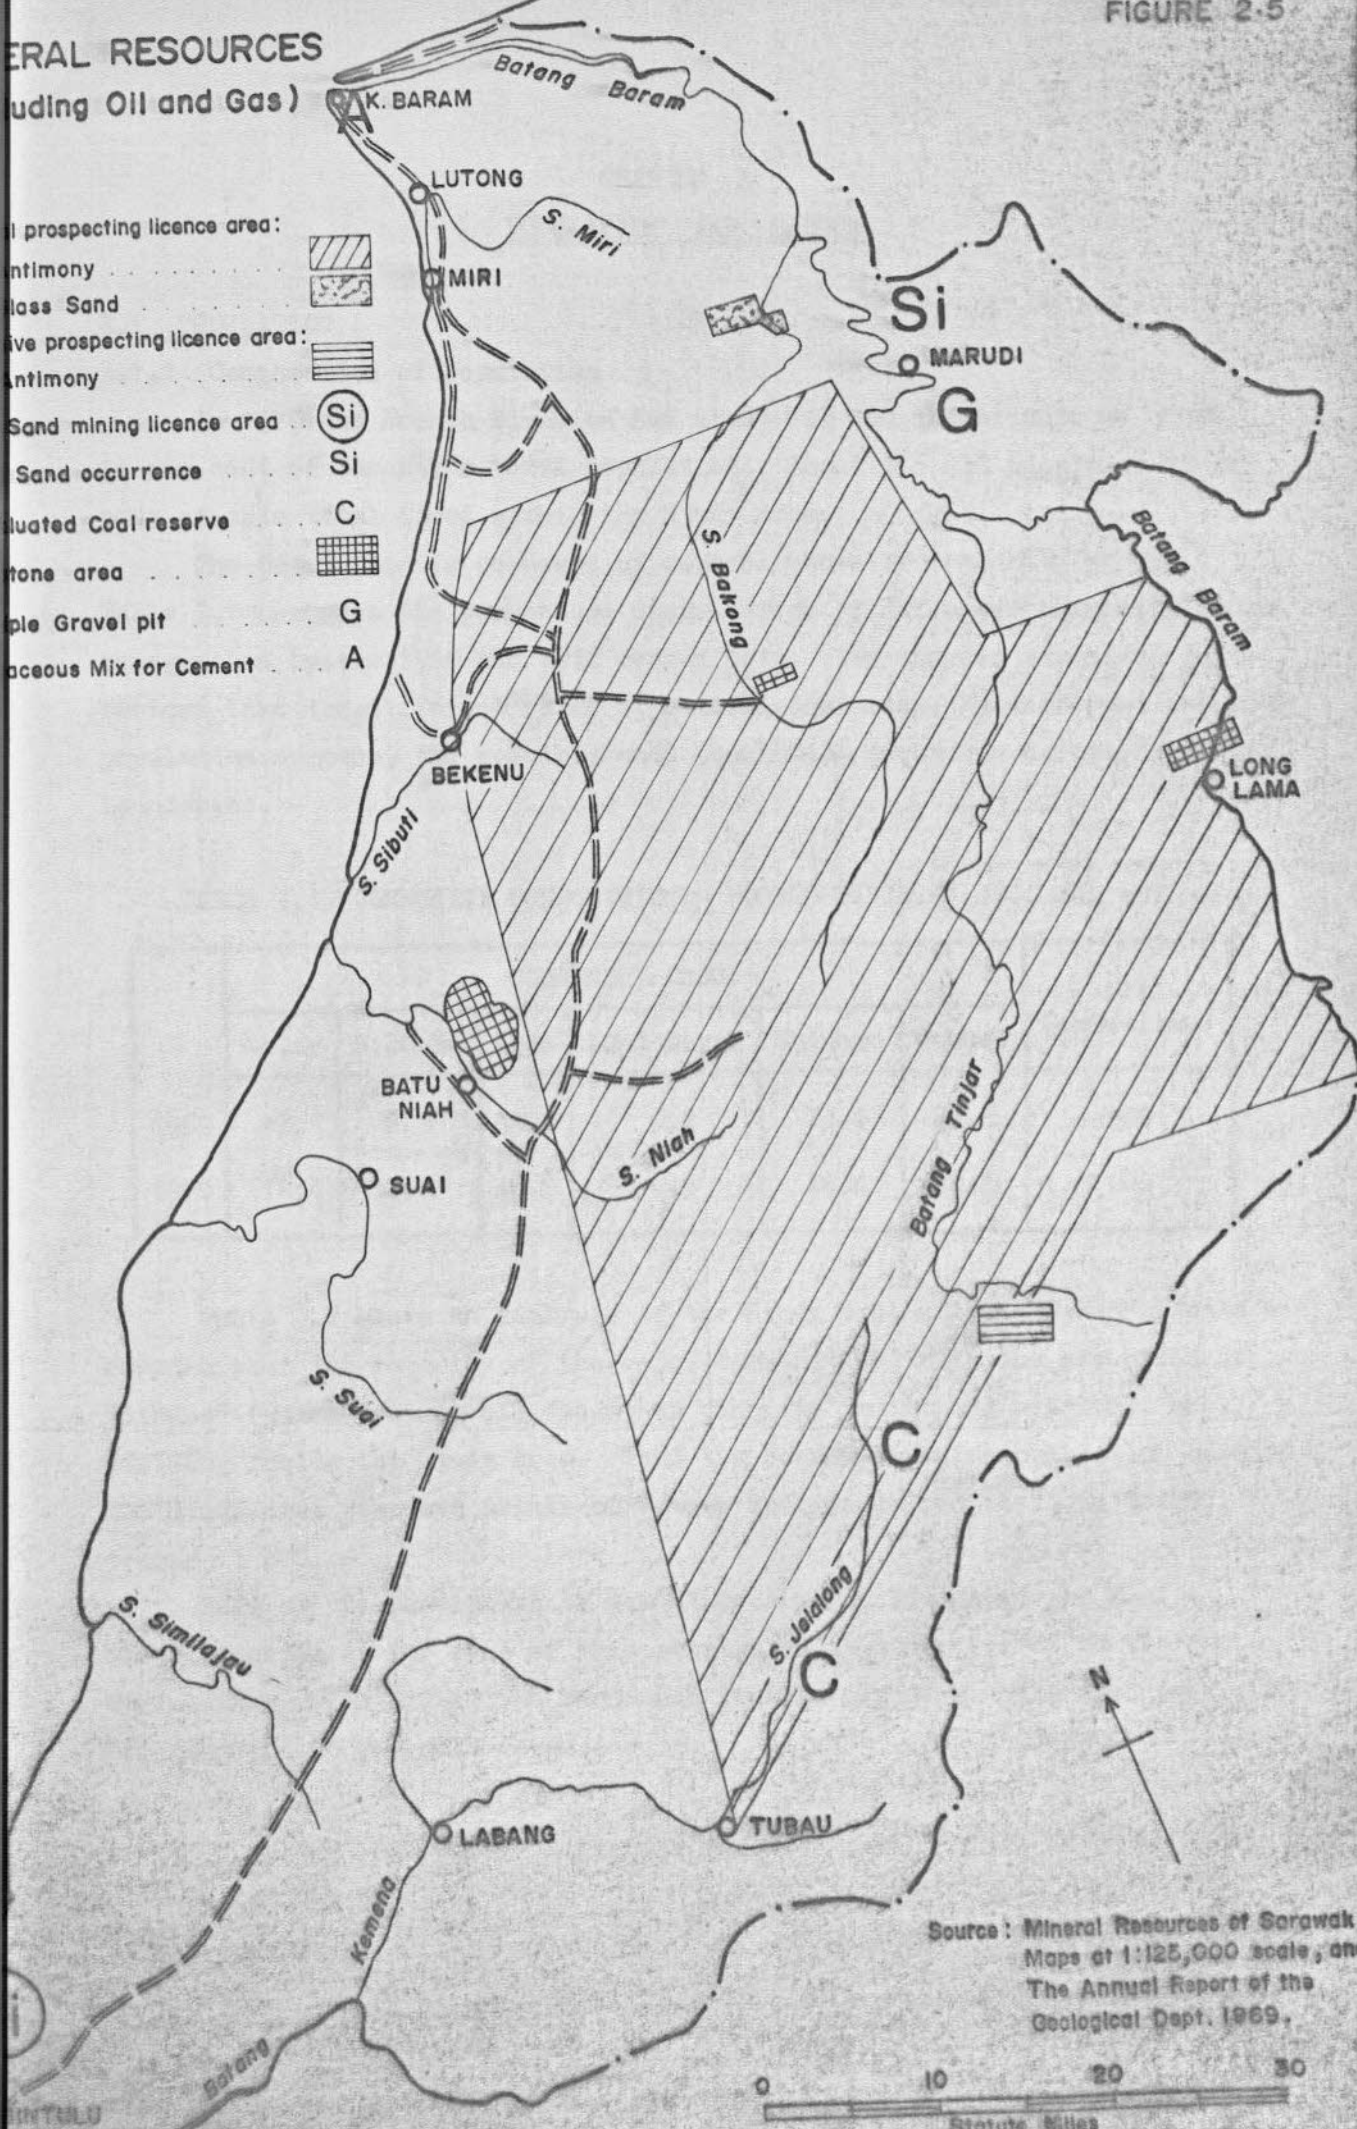 FIGURE 2·5
ERAL RESOURCES
uding Oil and Gas)
l prospecting licence area:
ntimony . . . . . . . . .
lass Sand . . . . . . .
ive prospecting licence area:
ntimony . . . . . . . .
Sand mining licence area . . Si
Sand occurrence . . . . . Si
luated Coal reserve . . . C
tone area . . . . . . . .
ple Gravel pit . . . . . . G
aceous Mix for Cement . . . . A
Batang Baram
A K. BARAM
LUTONG
S. Miri
MIRI
Si
MARUDI
G
Batang Baram
S. Bakong
BEKENU
LONG
LAMA
S. Sibuti
BATU
NIAH
S. Niah
Batang Tinjar
SUAI
S. Suai
C
S. Jelalong
C
S. Similajau
N
LABANG
TUBAU
Kemena
Batang
i
INTULU
Source: Mineral Resources of Sarawak
Maps at 1:125,000 scale, an
The Annual Report of the
Geological Dept. 1969.
0 10 20 30
Statute Miles